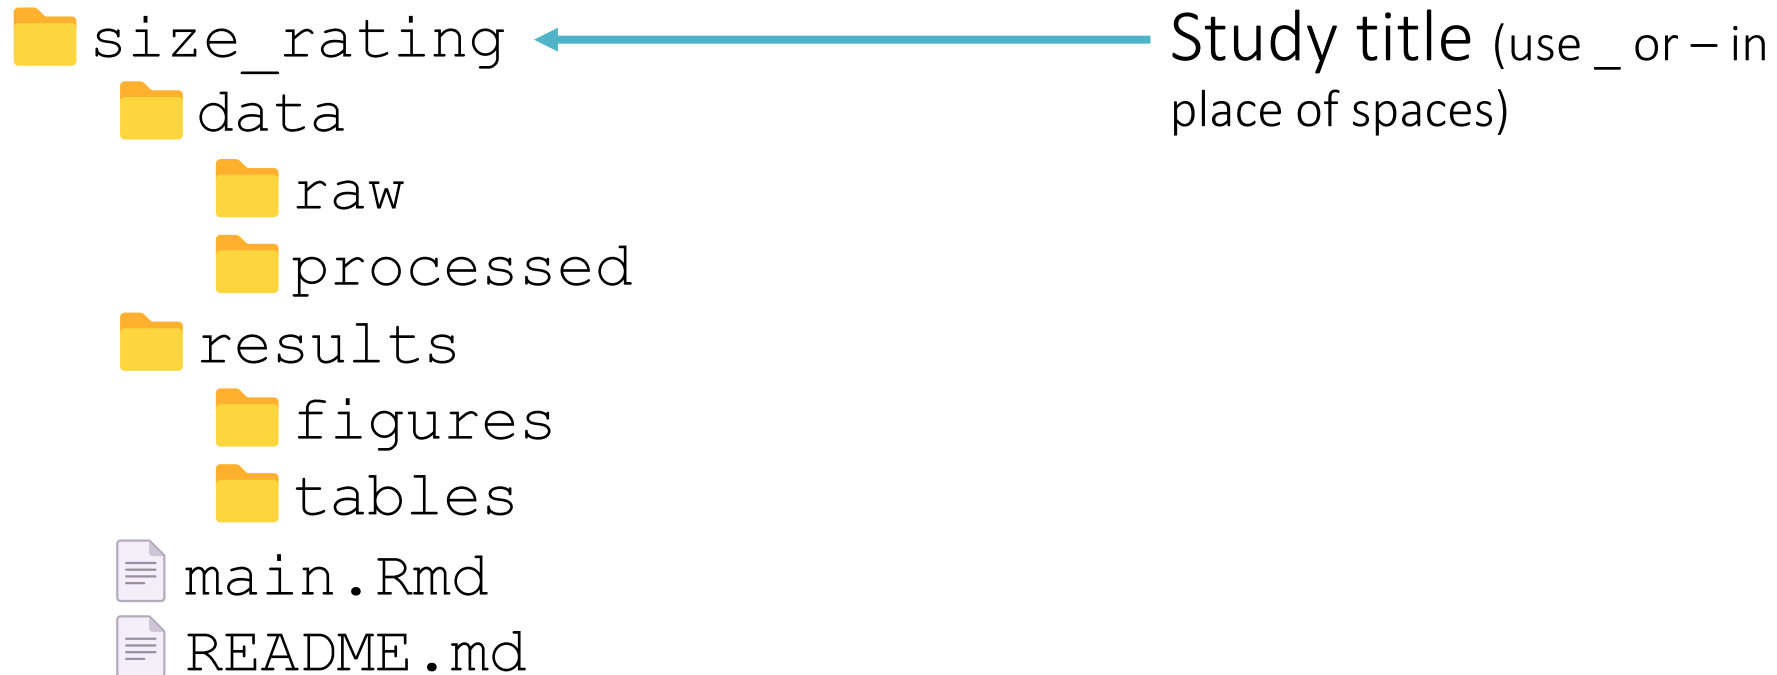 size_rating
Study title (use _ or – in
place of spaces)
data
raw
processed
results
figures
tables
main.Rmd
README.md